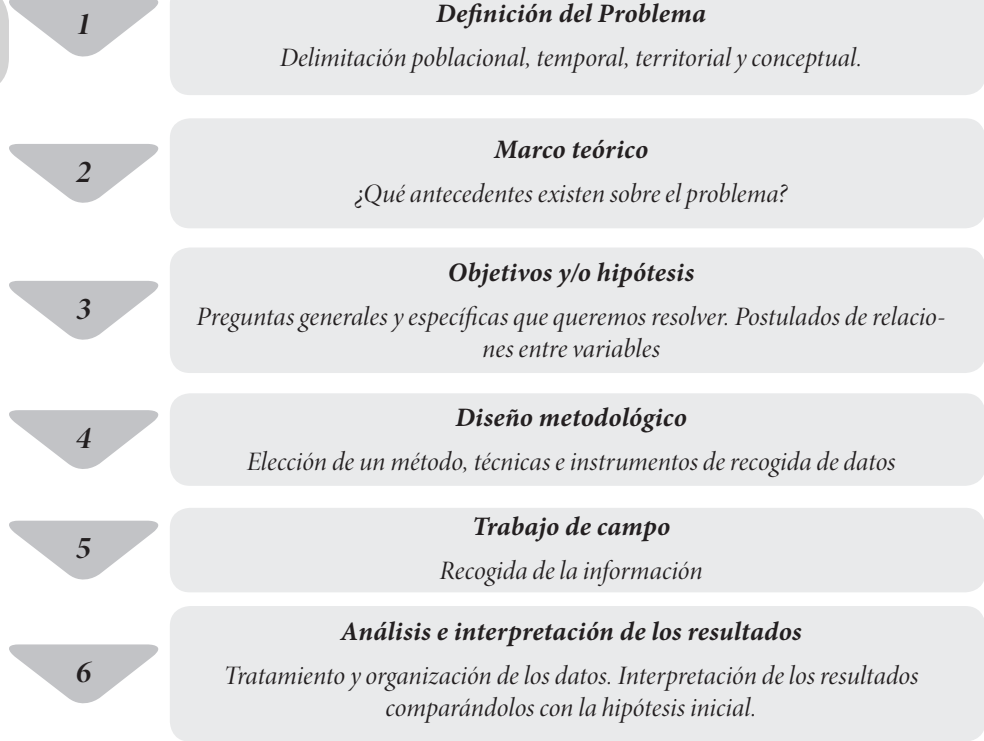 1
Definición del Problema
Delimitación poblacional, temporal, territorial y conceptual.
2
Marco teórico
¿Qué antecedentes existen sobre el problema?
3
Objetivos y/o hipótesis
Preguntas generales y específicas que queremos resolver. Postulados de relacio-
nes entre variables
4
Diseño metodológico
Elección de un método, técnicas e instrumentos de recogida de datos
5
Trabajo de campo
Recogida de la información
6
Análisis e interpretación de los resultados
Tratamiento y organización de los datos. Interpretación de los resultados
comparándolos con la hipótesis inicial.